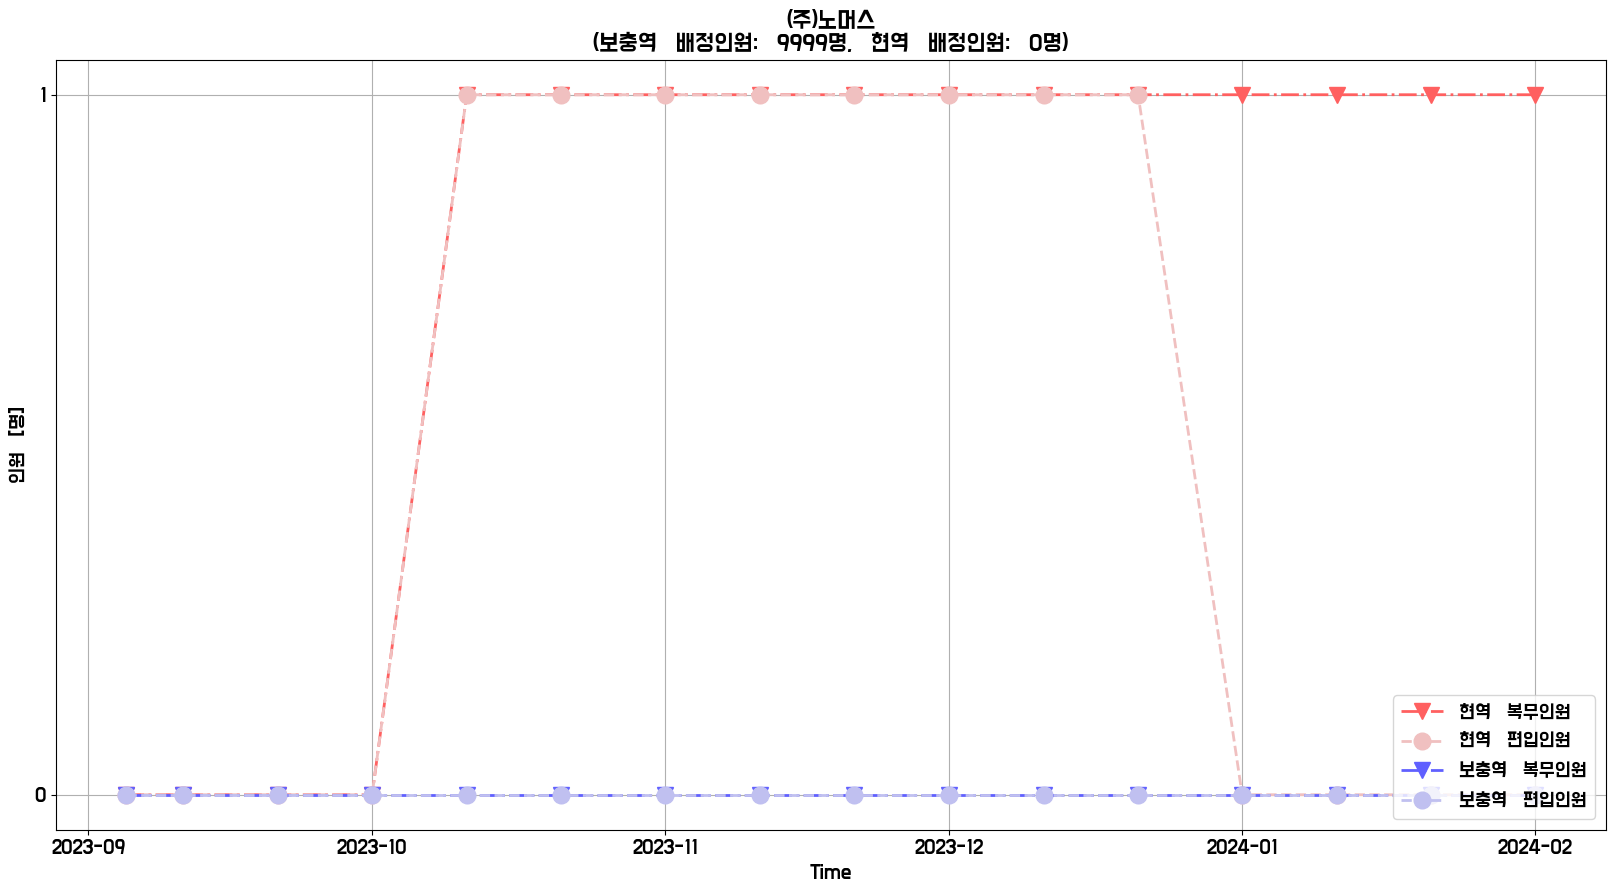 (주)노머스
(보충역 배정인원: 9999명, 현역 배정인원: 0명)
1
0
인원 [명]
2023-09 2023-10 2023-11 2023-12 2024-01 2024-02
Time
현역 복무인원
현역 편입인원
보충역 복무인원
보충역 편입인원